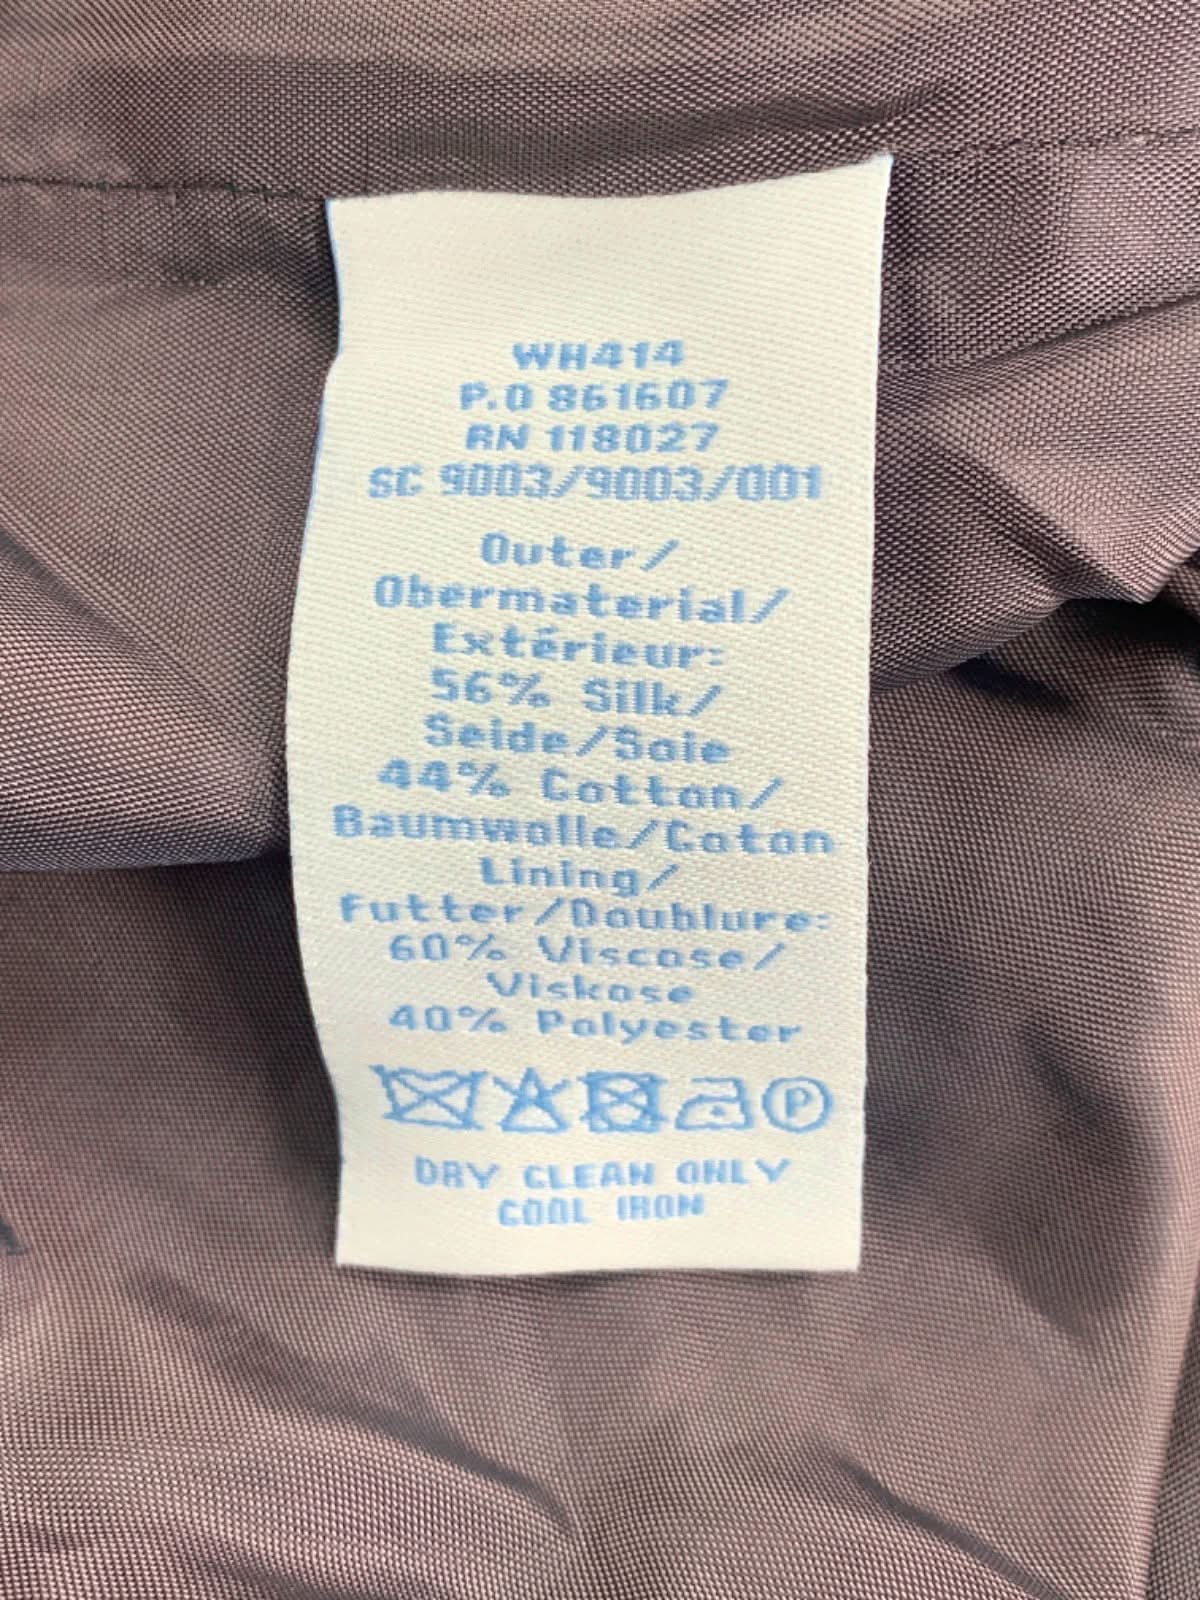 WH414
P.O 861607
RN 118027
SC 9003/9003/001
Outer/
Obermaterial/
Extérieur:
56% Silk/
Seide/Soie
44% Cotton/
Baumwolle/Coton
Lining/
Futter/Doublure:
60% Viscose/
Viskose
40% Polyester
P
DRY CLEAN ONLY
COOL IRON